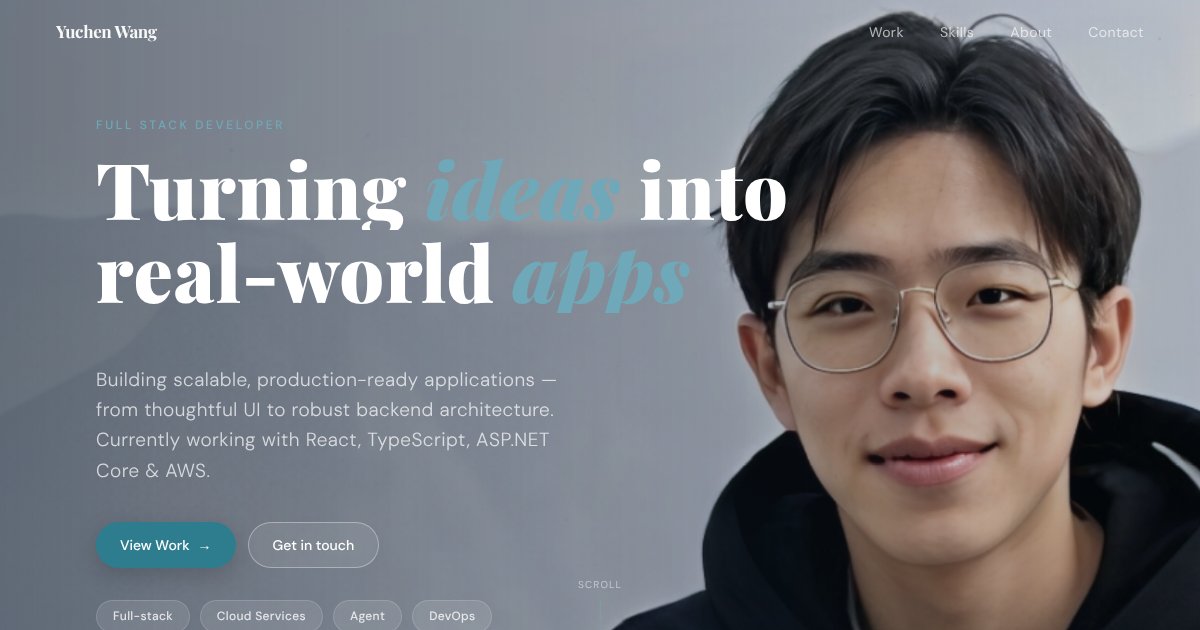 Yuchen Wang
Work Skills About Contact
FULL STACK DEVELOPER
Turning ideas into
real-world apps
Building scalable, production-ready applications —
from thoughtful UI to robust backend architecture.
Currently working with React, TypeScript, ASP.NET
Core & AWS.
View Work →
Get in touch
SCROLL
Full-stack
Cloud Services
Agent
DevOps